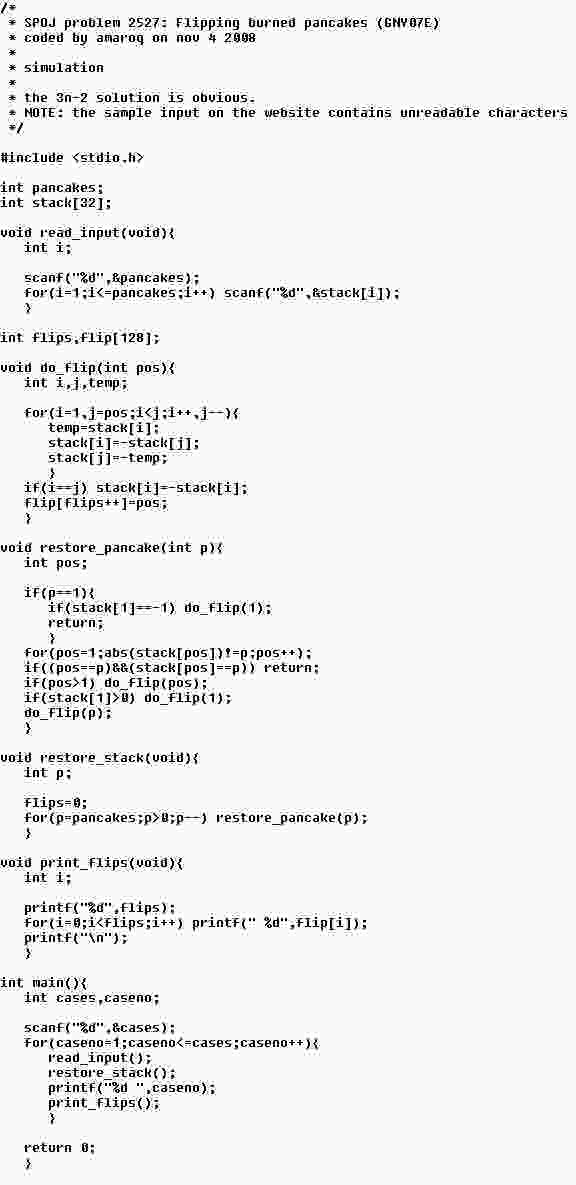 /*
 * SPOJ problem 2527: Flipping burned pancakes (GNY07E)
 * coded by amaroq on nov 4 2008
 *
 * simulation
 *
 * the 3n-2 solution is obvious.
 * NOTE: the sample input on the website contains unreadable characters
 */

#include <stdio.h>

int pancakes;
int stack[32];

void read_input(void){
   int i;

   scanf("%d",&pancakes);
   for(i=1;i<=pancakes;i++) scanf("%d",&stack[i]);
   }

int flips,flip[128];

void do_flip(int pos){
   int i,j,temp;

   for(i=1,j=pos;i<j;i++,j--){
      temp=stack[i];
      stack[i]=-stack[j];
      stack[j]=-temp;
      }
   if(i==j) stack[i]=-stack[i];
   flip[flips++]=pos;
   }

void restore_pancake(int p){
   int pos;

   if(p==1){
      if(stack[1]==-1) do_flip(1);
      return;
      }
   for(pos=1;abs(stack[pos])!=p;pos++);
   if((pos==p)&&(stack[pos]==p)) return;
   if(pos>1) do_flip(pos);
   if(stack[1]>0) do_flip(1);
   do_flip(p);
   }

void restore_stack(void){
   int p;

   flips=0;
   for(p=pancakes;p>0;p--) restore_pancake(p);
   }

void print_flips(void){
   int i;

   printf("%d",flips);
   for(i=0;i<flips;i++) printf(" %d",flip[i]);
   printf("\n");
   }

int main(){
   int cases,caseno;

   scanf("%d",&cases);
   for(caseno=1;caseno<=cases;caseno++){
      read_input();
      restore_stack();
      printf("%d ",caseno);
      print_flips();
      }

   return 0;
   }